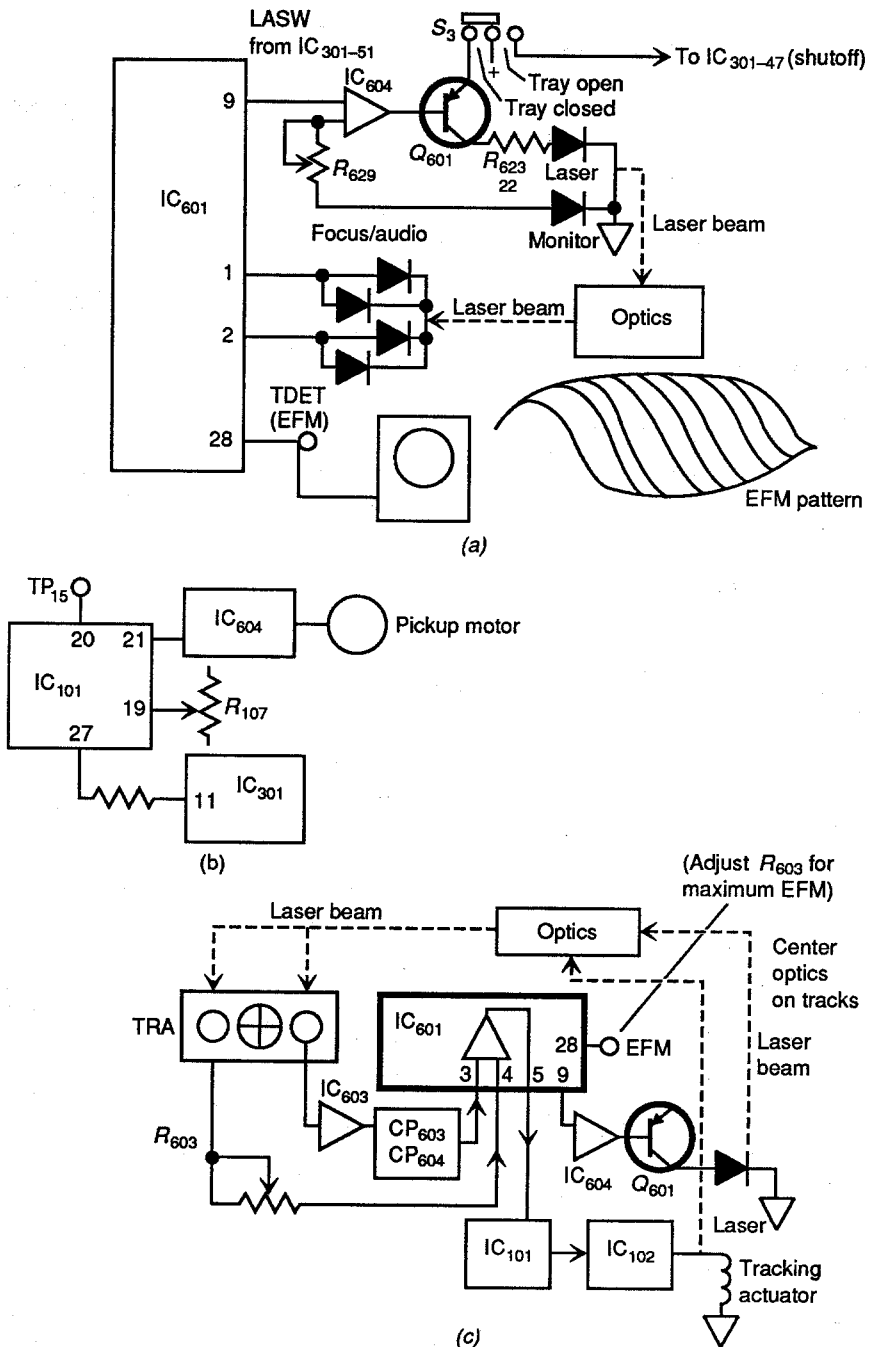 LASW
from IC301–51
S3
To IC301–47 (shutoff)
IC604
+
Tray open
Tray closed
9
Q601
R623
22
Laser
R629
IC601
Monitor
Laser beam
Focus/audio
1
Laser beam
Optics
2
TDET
(EFM)
28
EFM pattern
(a)
TP15
20
21
IC604
Pickup motor
IC101
19
R107
27
11
IC301
(b)
(Adjust R603 for
maximum EFM)
Laser beam
Optics
Center
optics
on tracks
TRA
IC601
28
EFM
Laser
beam
3
4
5
9
IC603
CP603
CP604
R603
IC604
Q601
Laser
IC101
IC102
Tracking
actuator
(c)